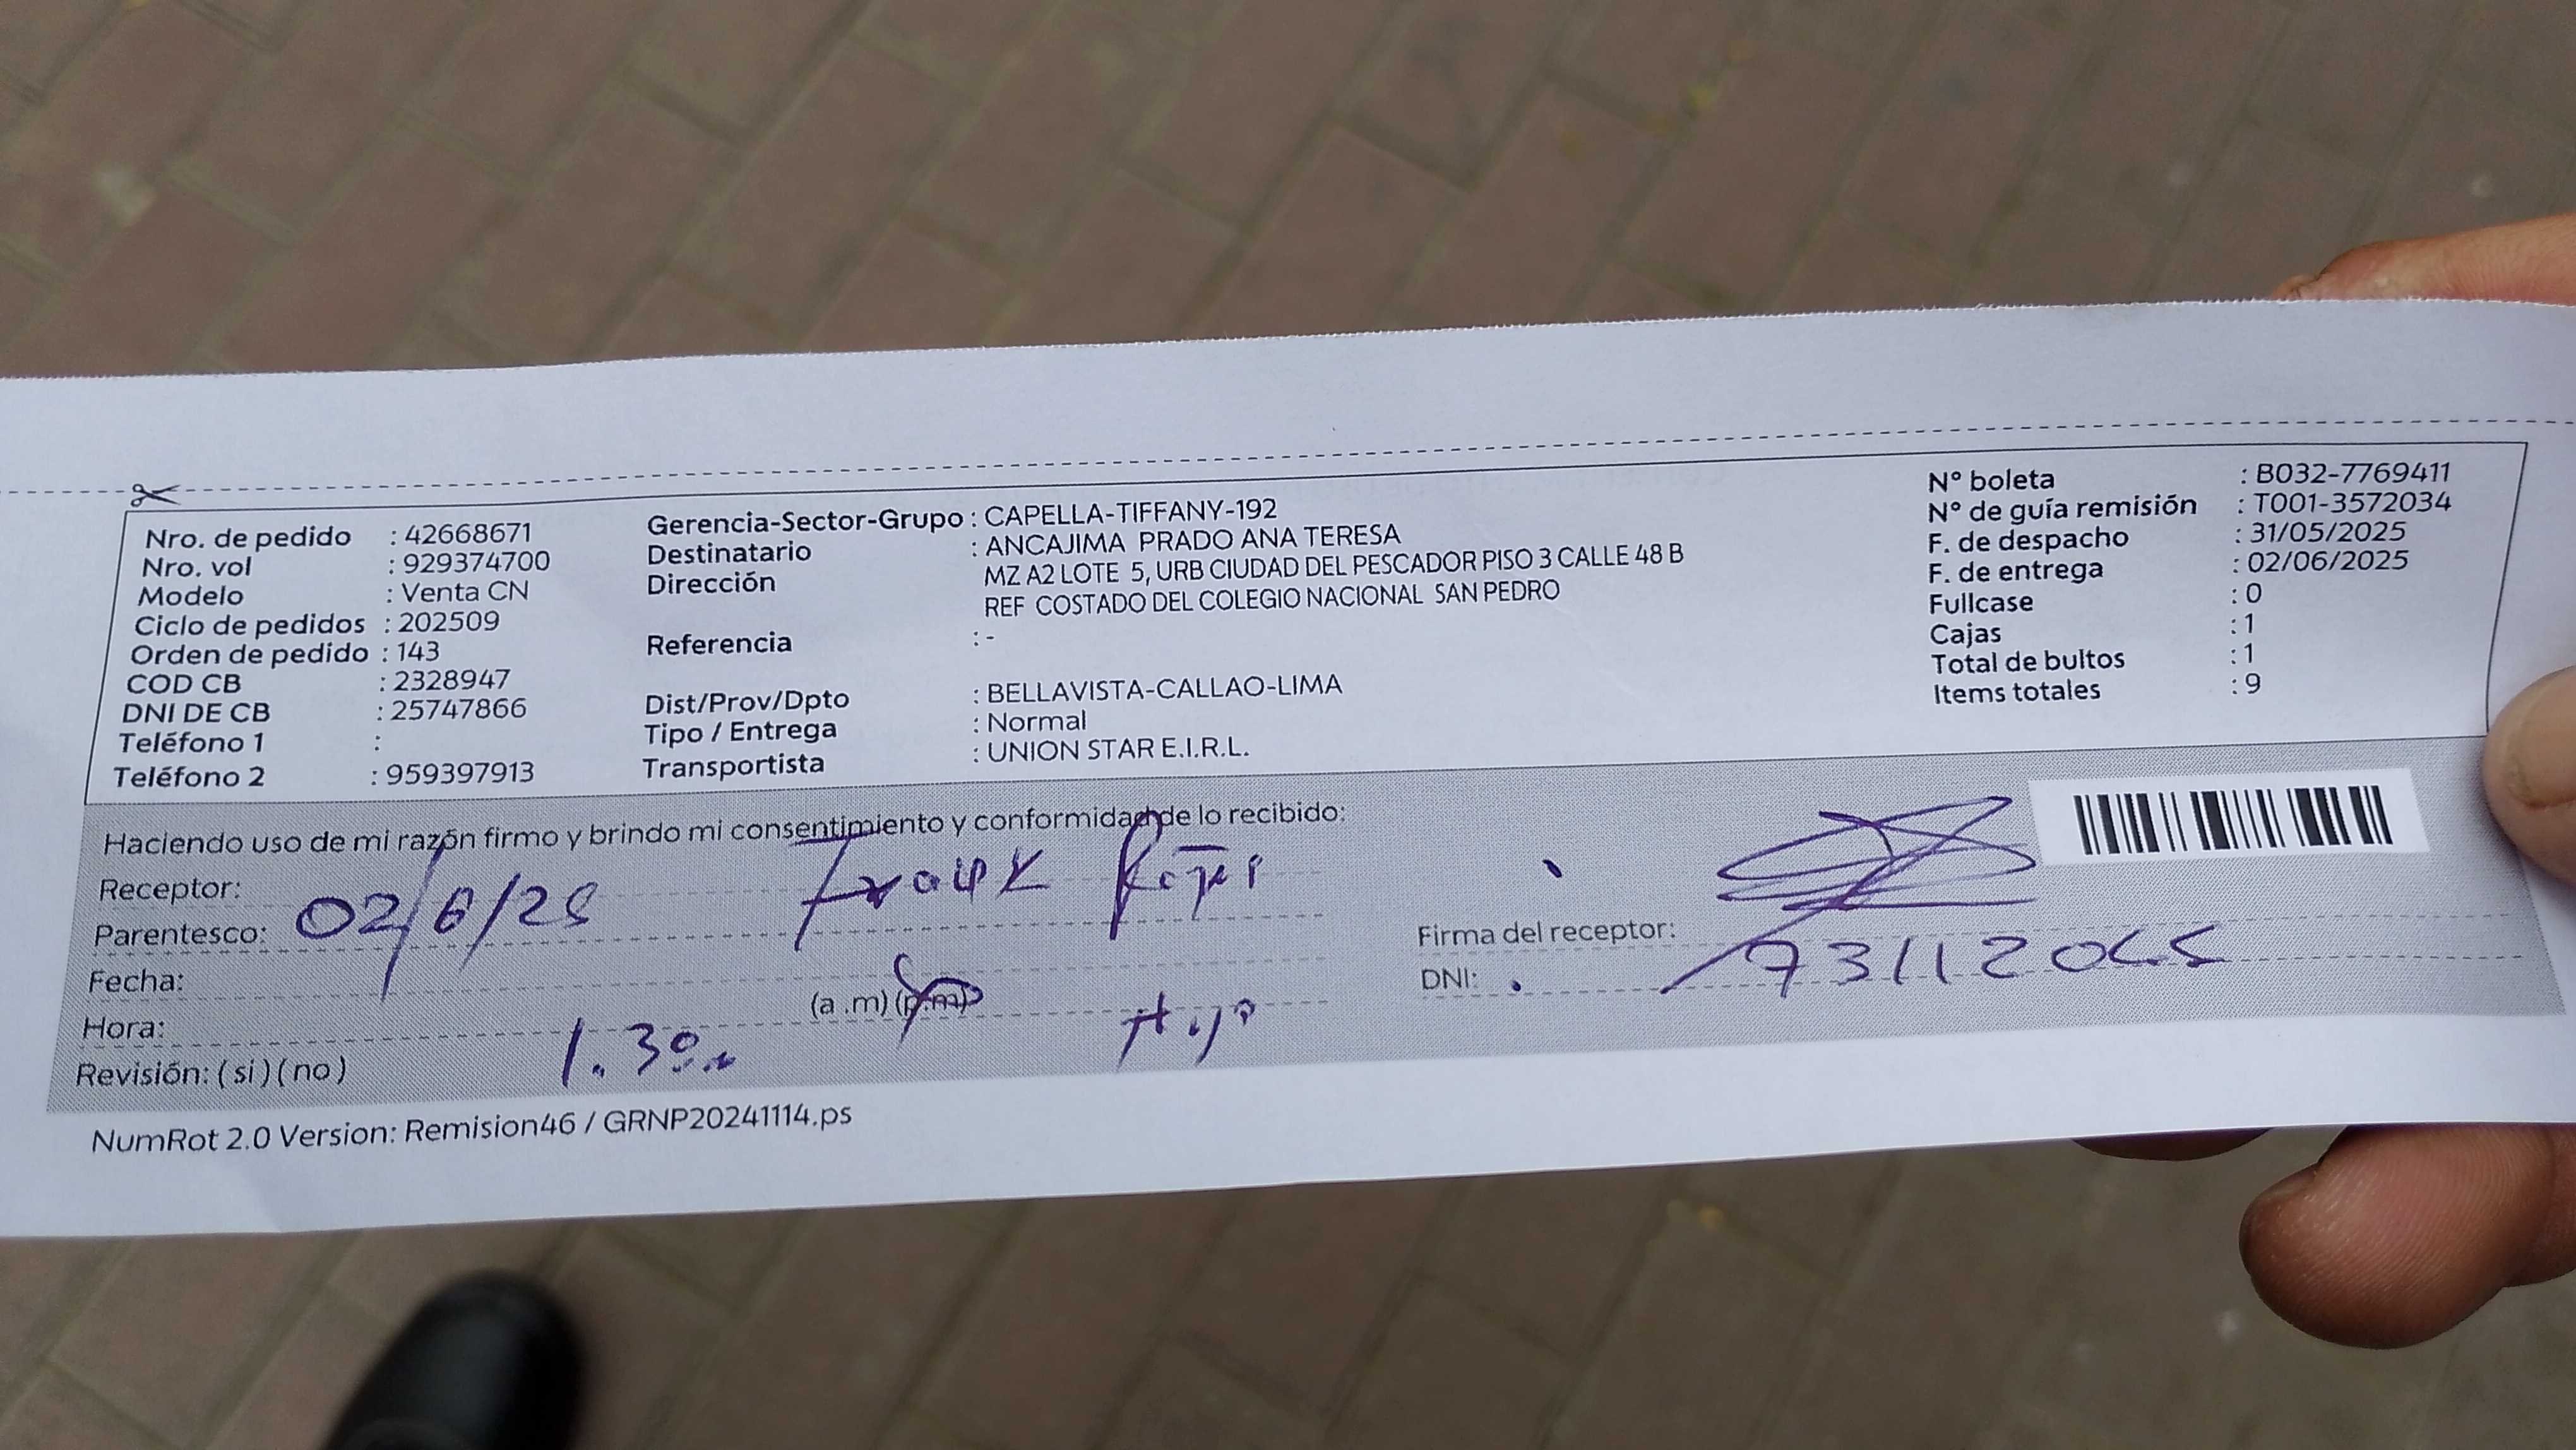 Nro. de pedido : 42668671
Nro. vol : 929374700
Modelo : Venta CN
Ciclo de pedidos : 202509
Orden de pedido : 143
COD CB : 2328947
DNI DE CB : 25747866
Teléfono 1 :
Teléfono 2 : 959397913
Gerencia-Sector-Grupo : CAPELLA-TIFFANY-192
Destinatario : ANCAJIMA PRADO ANA TERESA
Dirección MZ A2 LOTE 5, URB CIUDAD DEL PESCADOR PISO 3 CALLE 48 B
REF COSTADO DEL COLEGIO NACIONAL SAN PEDRO
Referencia : -
Dist/Prov/Dpto : BELLAVISTA-CALLAO-LIMA
Tipo / Entrega : Normal
Transportista : UNION STAR E.I.R.L.
N° boleta : B032-7769411
N° de guía remisión : T001-3572034
F. de despacho : 31/05/2025
F. de entrega : 02/06/2025
Fullcase : 0
Cajas : 1
Total de bultos : 1
Items totales : 9
Haciendo uso de mi razón firmo y brindo mi consentimiento y conformidad de lo recibido:
Receptor: Frank
Parentesco: 02/6/25
Fecha:
Hora: (a .m) (p.m)
Revisión: ( si ) ( no ) 1.30
Firma del receptor:
DNI:
NumRot 2.0 Version: Remision46 / GRNP20241114.ps